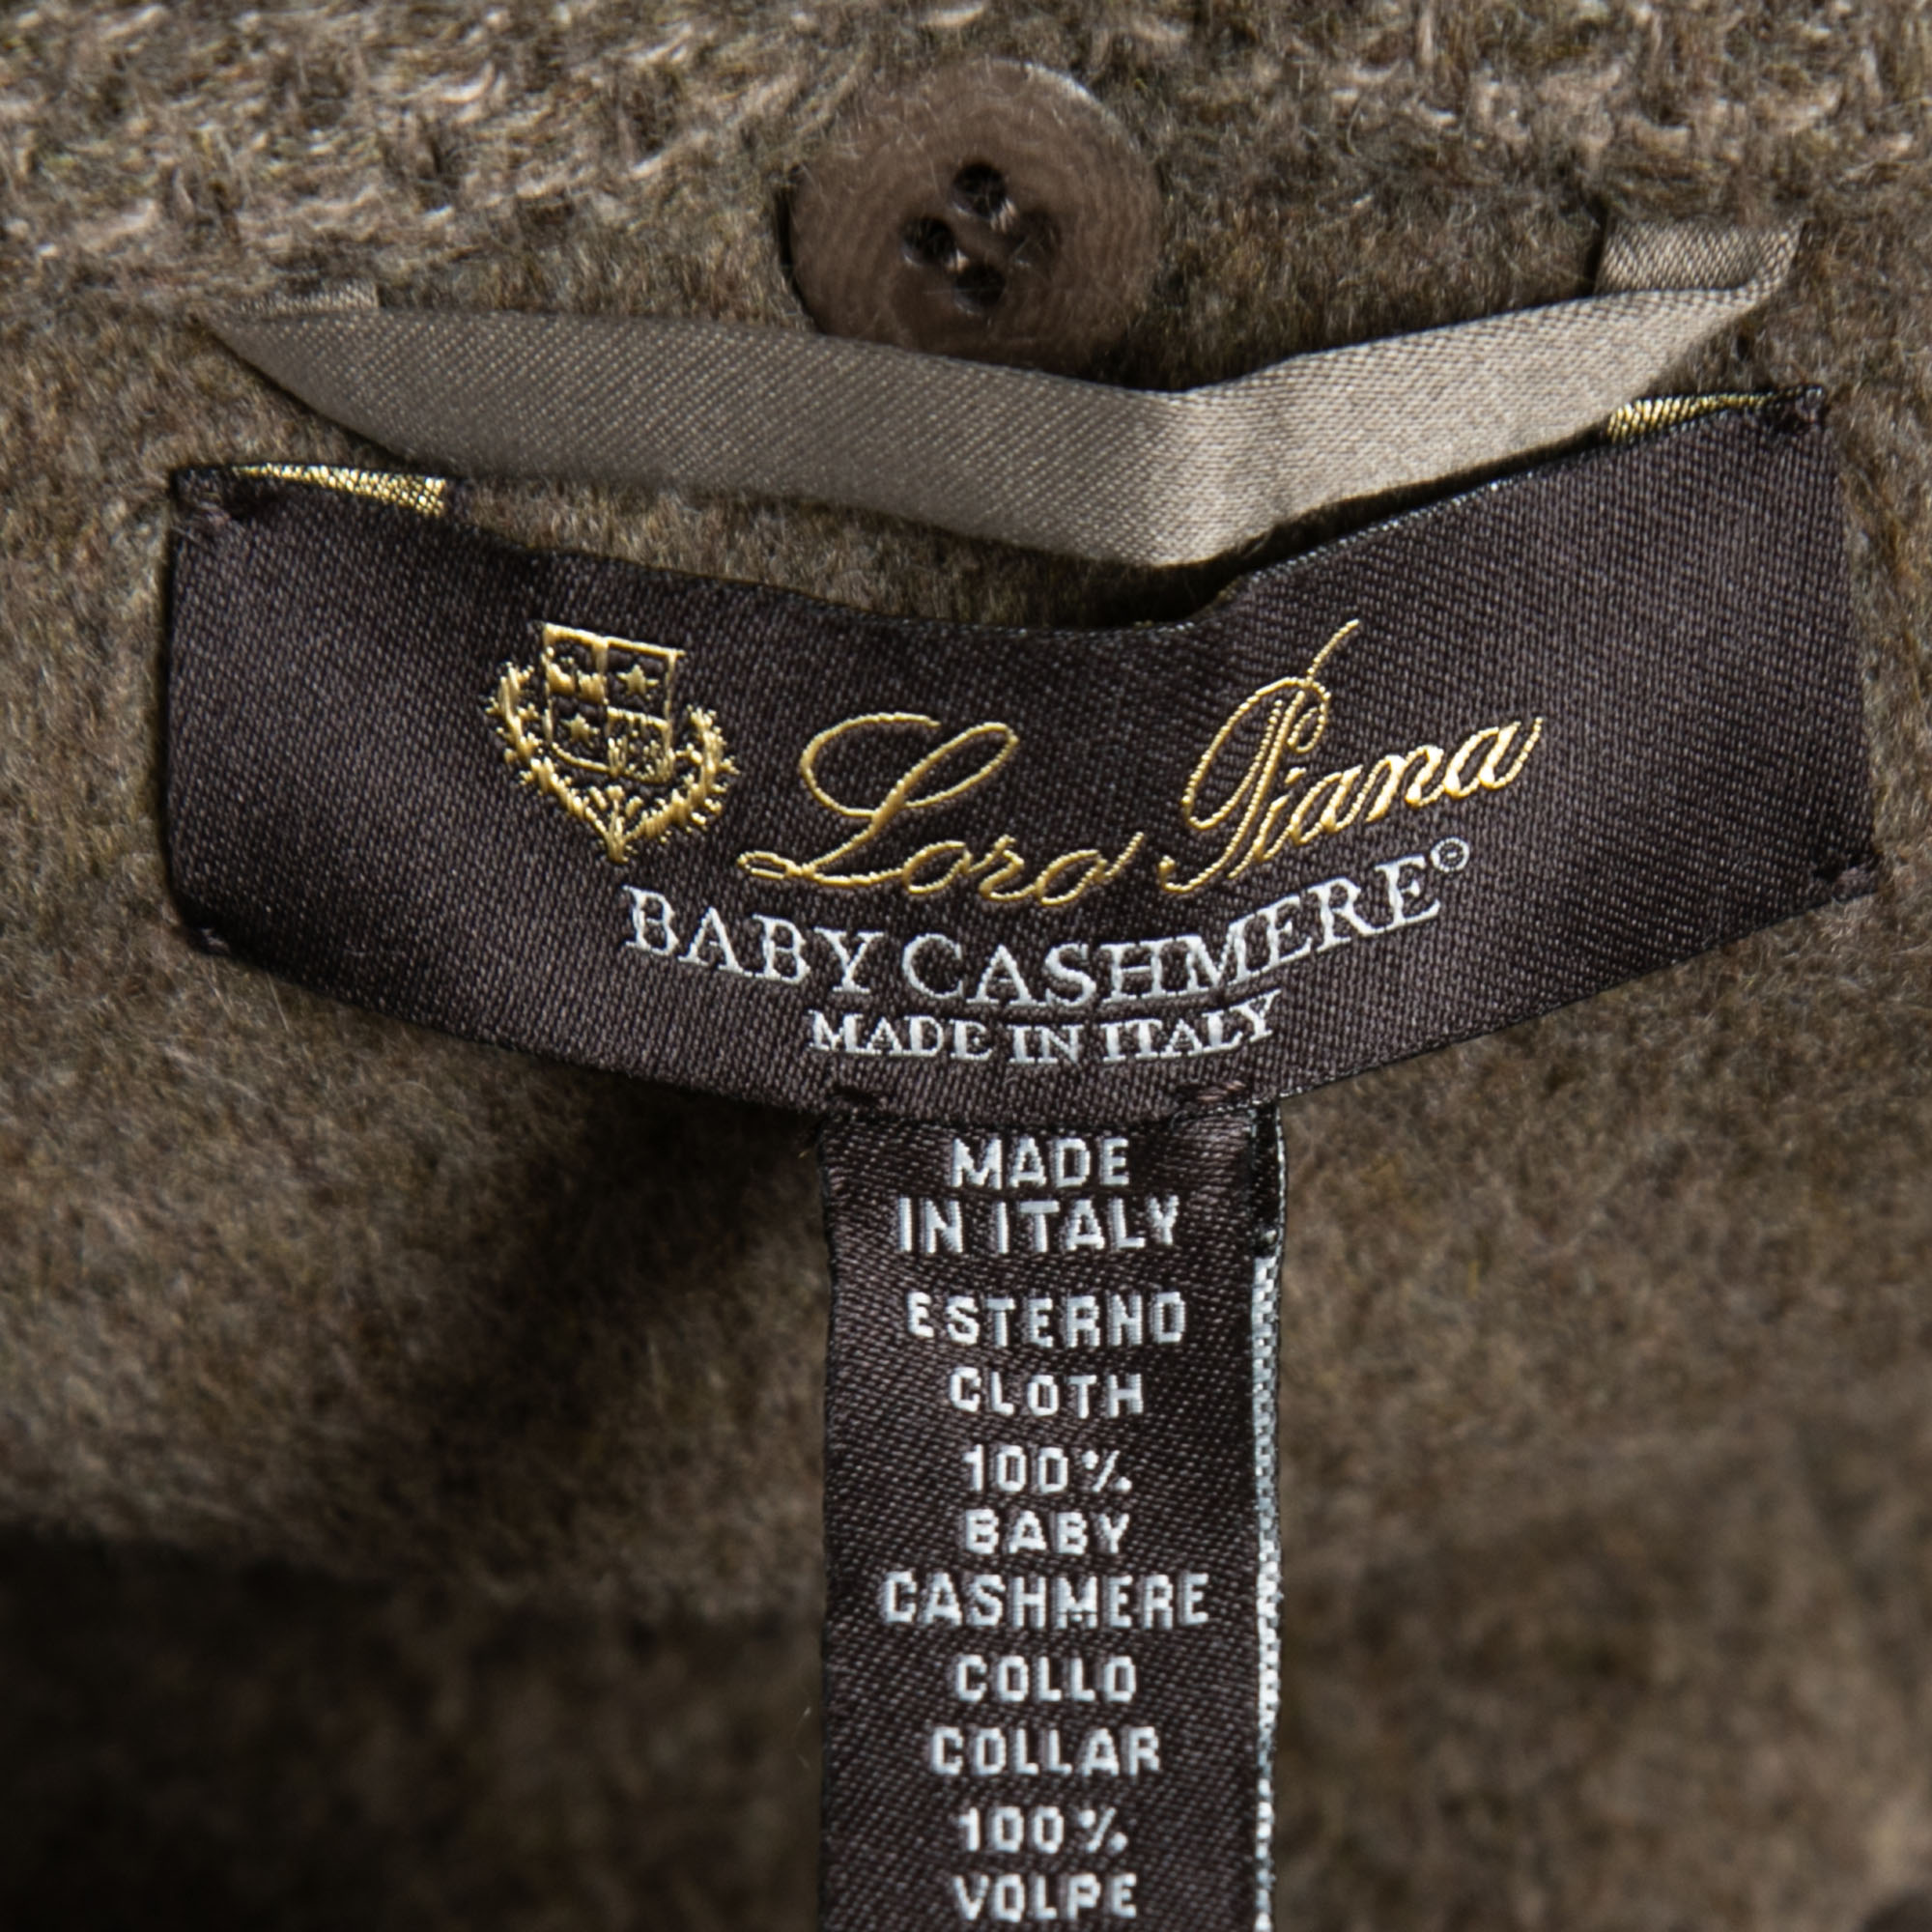 Loro Piana
BABY CASHMERE®
MADE IN ITALY
MADE
IN ITALY
ESTERNO
CLOTH
100%
BABY
CASHMERE
COLLO
COLLAR
100%
VOLPE